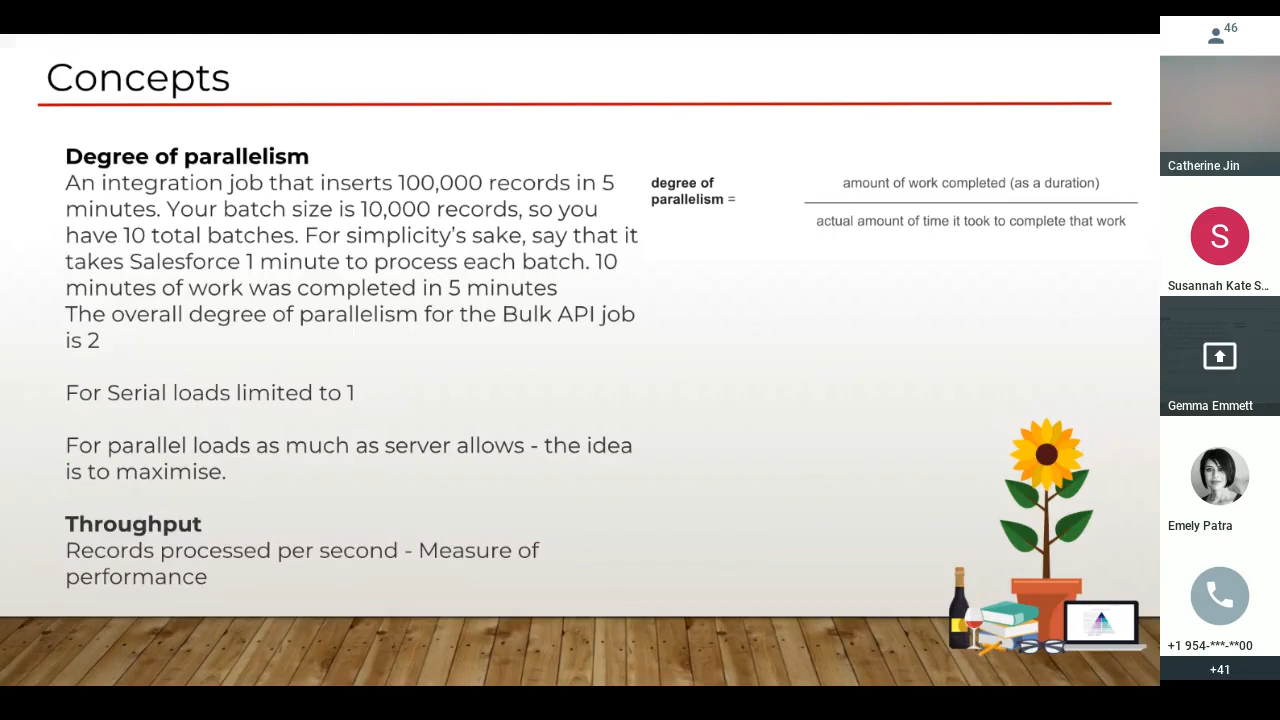 Concepts
Degree of parallelism
An integration job that inserts 100,000 records in 5
minutes. Your batch size is 10,000 records, so you
have 10 total batches. For simplicity's sake, say that it
takes Salesforce 1 minute to process each batch. 10
minutes of work was completed in 5 minutes
The overall degree of parallelism for the Bulk API job
is 2
For Serial loads limited to 1
For parallel loads as much as server allows - the idea
is to maximise.
Throughput
Records processed per second - Measure of
performance
degree of
parallelism =
amount of work completed (as a duration)
actual amount of time it took to complete that work
46
Catherine Jin
S
Susannah Kate S...
Gemma Emmett
Emely Patra
+1 954-***-**00
+41